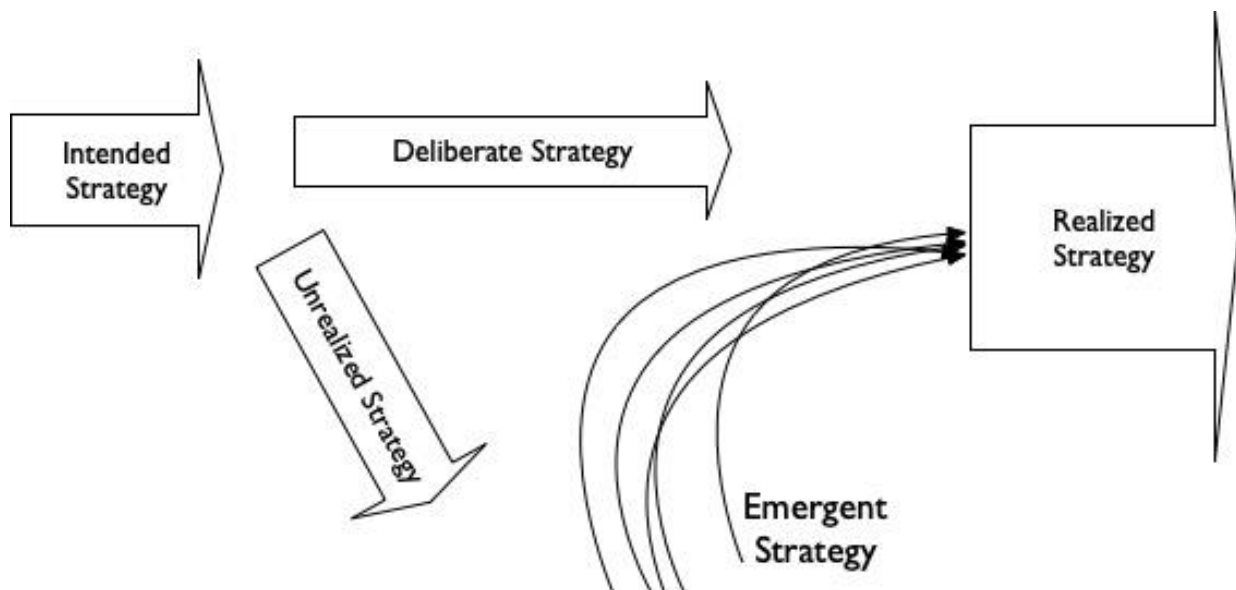 Intended
Strategy
Deliberate Strategy
Unrealized Strategy
Realized
Strategy
Emergent
Strategy